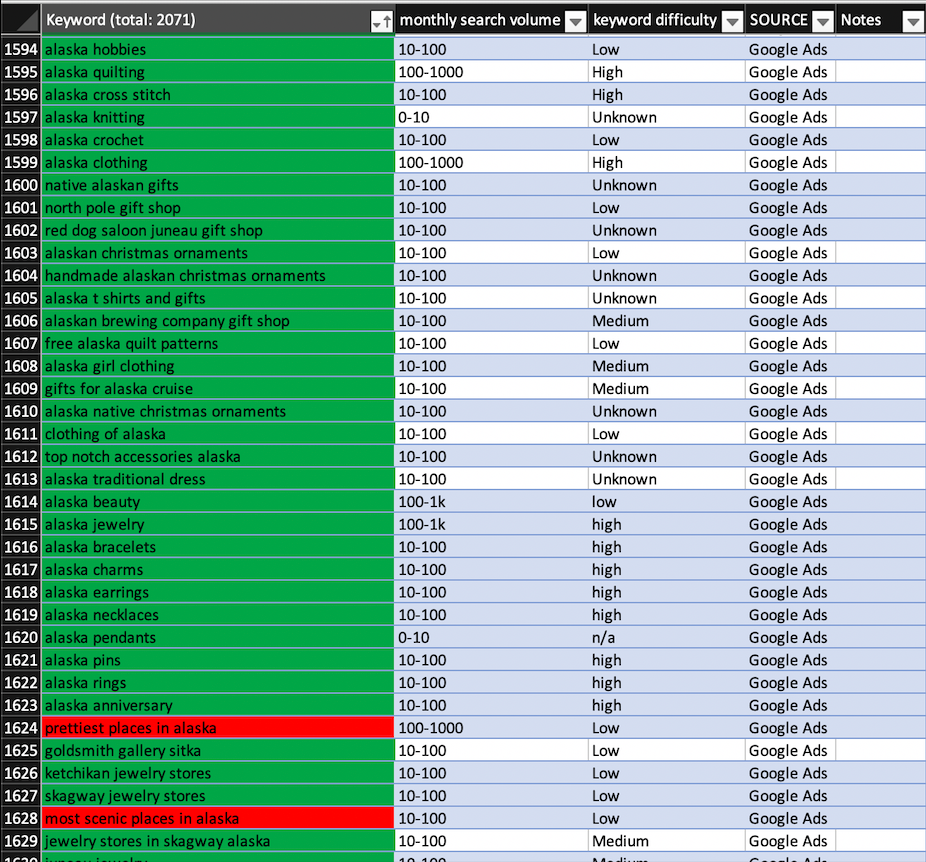 Keyword (total: 2071) monthly search volume keyword difficulty SOURCE Notes
1594 alaska hobbies 10-100 Low Google Ads
1595 alaska quilting 100-1000 High Google Ads
1596 alaska cross stitch 10-100 High Google Ads
1597 alaska knitting 0-10 Unknown Google Ads
1598 alaska crochet 10-100 Low Google Ads
1599 alaska clothing 100-1000 High Google Ads
1600 native alaskan gifts 10-100 Unknown Google Ads
1601 north pole gift shop 10-100 Low Google Ads
1602 red dog saloon juneau gift shop 10-100 Unknown Google Ads
1603 alaskan christmas ornaments 10-100 Low Google Ads
1604 handmade alaskan christmas ornaments 10-100 Unknown Google Ads
1605 alaska t shirts and gifts 10-100 Unknown Google Ads
1606 alaskan brewing company gift shop 10-100 Medium Google Ads
1607 free alaska quilt patterns 10-100 Low Google Ads
1608 alaska girl clothing 10-100 Medium Google Ads
1609 gifts for alaska cruise 10-100 Medium Google Ads
1610 alaska native christmas ornaments 10-100 Unknown Google Ads
1611 clothing of alaska 10-100 Low Google Ads
1612 top notch accessories alaska 10-100 Unknown Google Ads
1613 alaska traditional dress 10-100 Unknown Google Ads
1614 alaska beauty 100-1k low Google Ads
1615 alaska jewelry 100-1k high Google Ads
1616 alaska bracelets 10-100 high Google Ads
1617 alaska charms 10-100 high Google Ads
1618 alaska earrings 10-100 high Google Ads
1619 alaska necklaces 10-100 high Google Ads
1620 alaska pendants 0-10 n/a Google Ads
1621 alaska pins 10-100 high Google Ads
1622 alaska rings 10-100 high Google Ads
1623 alaska anniversary 10-100 high Google Ads
1624 prettiest places in alaska 100-1000 Low Google Ads
1625 goldsmith gallery sitka 10-100 Low Google Ads
1626 ketchikan jewelry stores 10-100 Low Google Ads
1627 skagway jewelry stores 10-100 Low Google Ads
1628 most scenic places in alaska 10-100 Low Google Ads
1629 jewelry stores in skagway alaska 10-100 Medium Google Ads